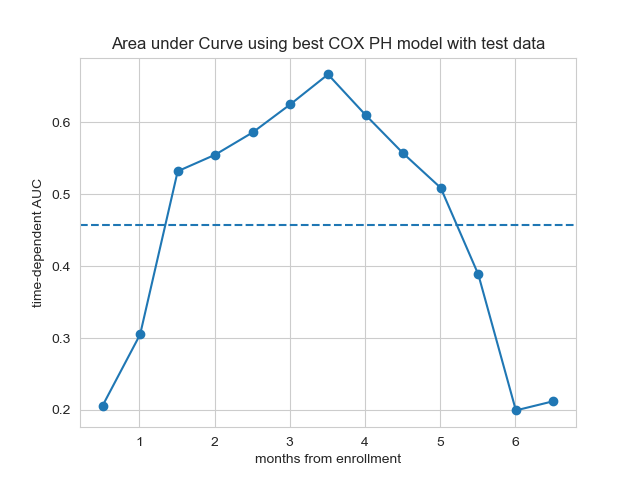 Area under Curve using best COX PH model with test data
time-dependent AUC
0.6
0.5
0.4
0.3
0.2
1 2 3 4 5 6
months from enrollment